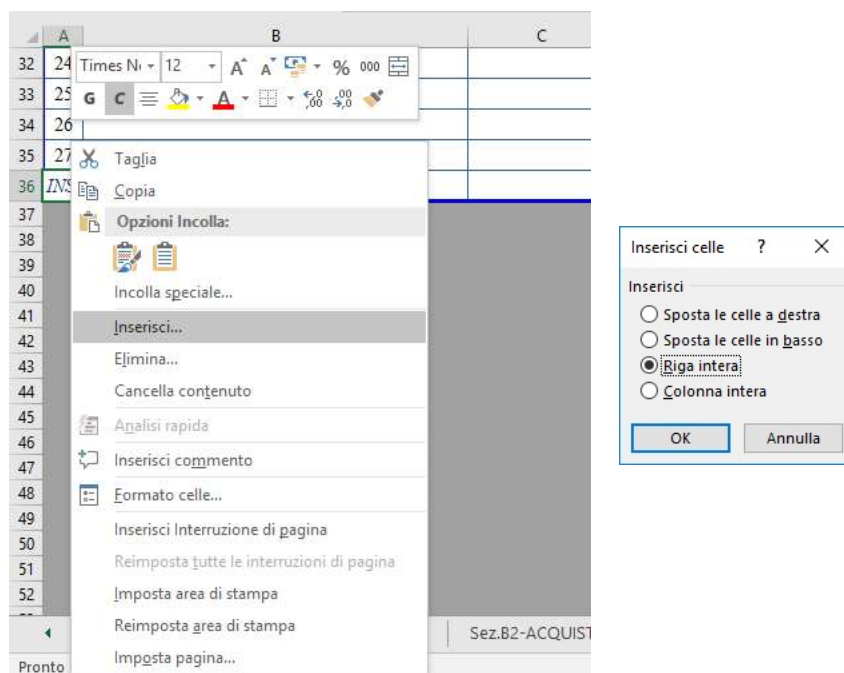 A B C
32 24
33 25
34 26
35 27
36 INS
37
38
39
40
41
42
43
44
45
46
47
48
49
50
51
52
Times N 12 A A % 000
G C A ,00 ,0
Taglia
Copia
Opzioni Incolla:
Incolla speciale...
Inserisci...
Elimina...
Cancella contenuto
Analisi rapida
Inserisci commento
Formato celle...
Inserisci Interruzione di pagina
Reimposta tutte le interruzioni di pagina
Imposta area di stampa
Reimposta area di stampa
Imposta pagina...
Sez.B2-ACQUIST
Pronto
Inserisci celle ? X
Inserisci
Sposta le celle a destra
Sposta le celle in basso
Riga intera
Colonna intera
OK Annulla